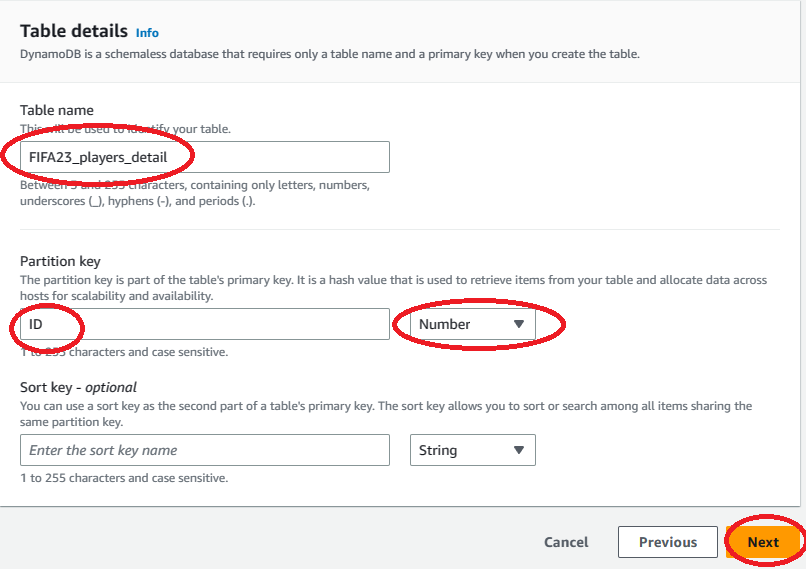 Table details Info
DynamoDB is a schemaless database that requires only a table name and a primary key when you create the table.
Table name
This will be used to identify your table.
FIFA23_players_detail
Between 3 and 255 characters, containing only letters, numbers,
underscores (_), hyphens (-), and periods (.).
Partition key
The partition key is part of the table's primary key. It is a hash value that is used to retrieve items from your table and allocate data across
hosts for scalability and availability.
ID
Number
1 to 255 characters and case sensitive.
Sort key - optional
You can use a sort key as the second part of a table's primary key. The sort key allows you to sort or search among all items sharing the
same partition key.
Enter the sort key name
String
1 to 255 characters and case sensitive.
Cancel
Previous
Next